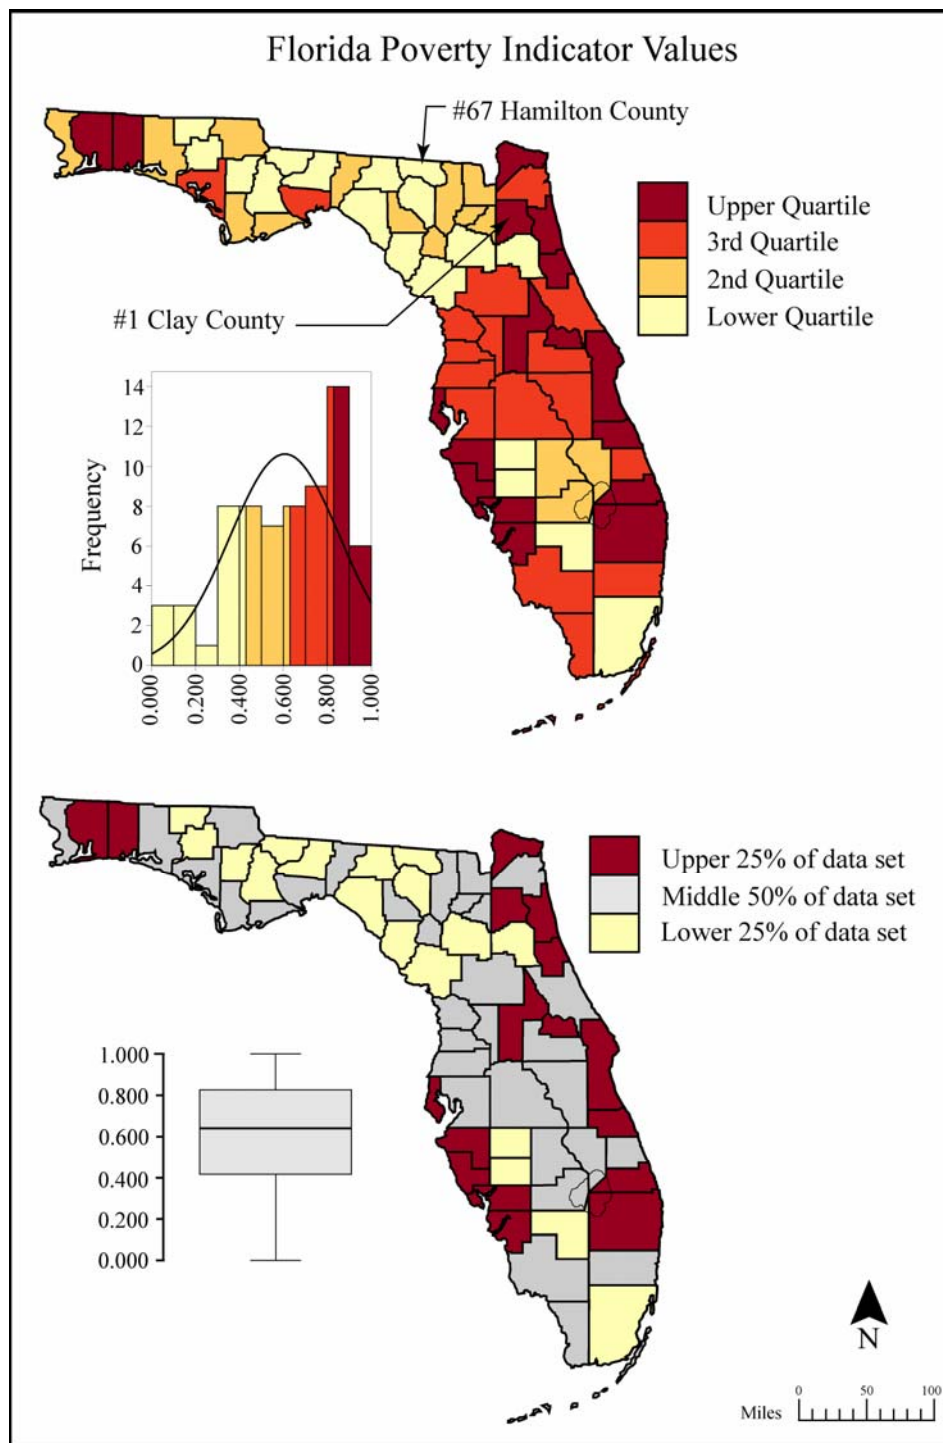 Florida Poverty Indicator Values
#67 Hamilton County
Upper Quartile
3rd Quartile
2nd Quartile
Lower Quartile
#1 Clay County
Frequency
14
12
10
8
6
4
2
0
0.000
0.200
0.400
0.600
0.800
1.000
Upper 25% of data set
Middle 50% of data set
Lower 25% of data set
1.000
0.800
0.600
0.400
0.200
0.000
N
0 50 100
Miles